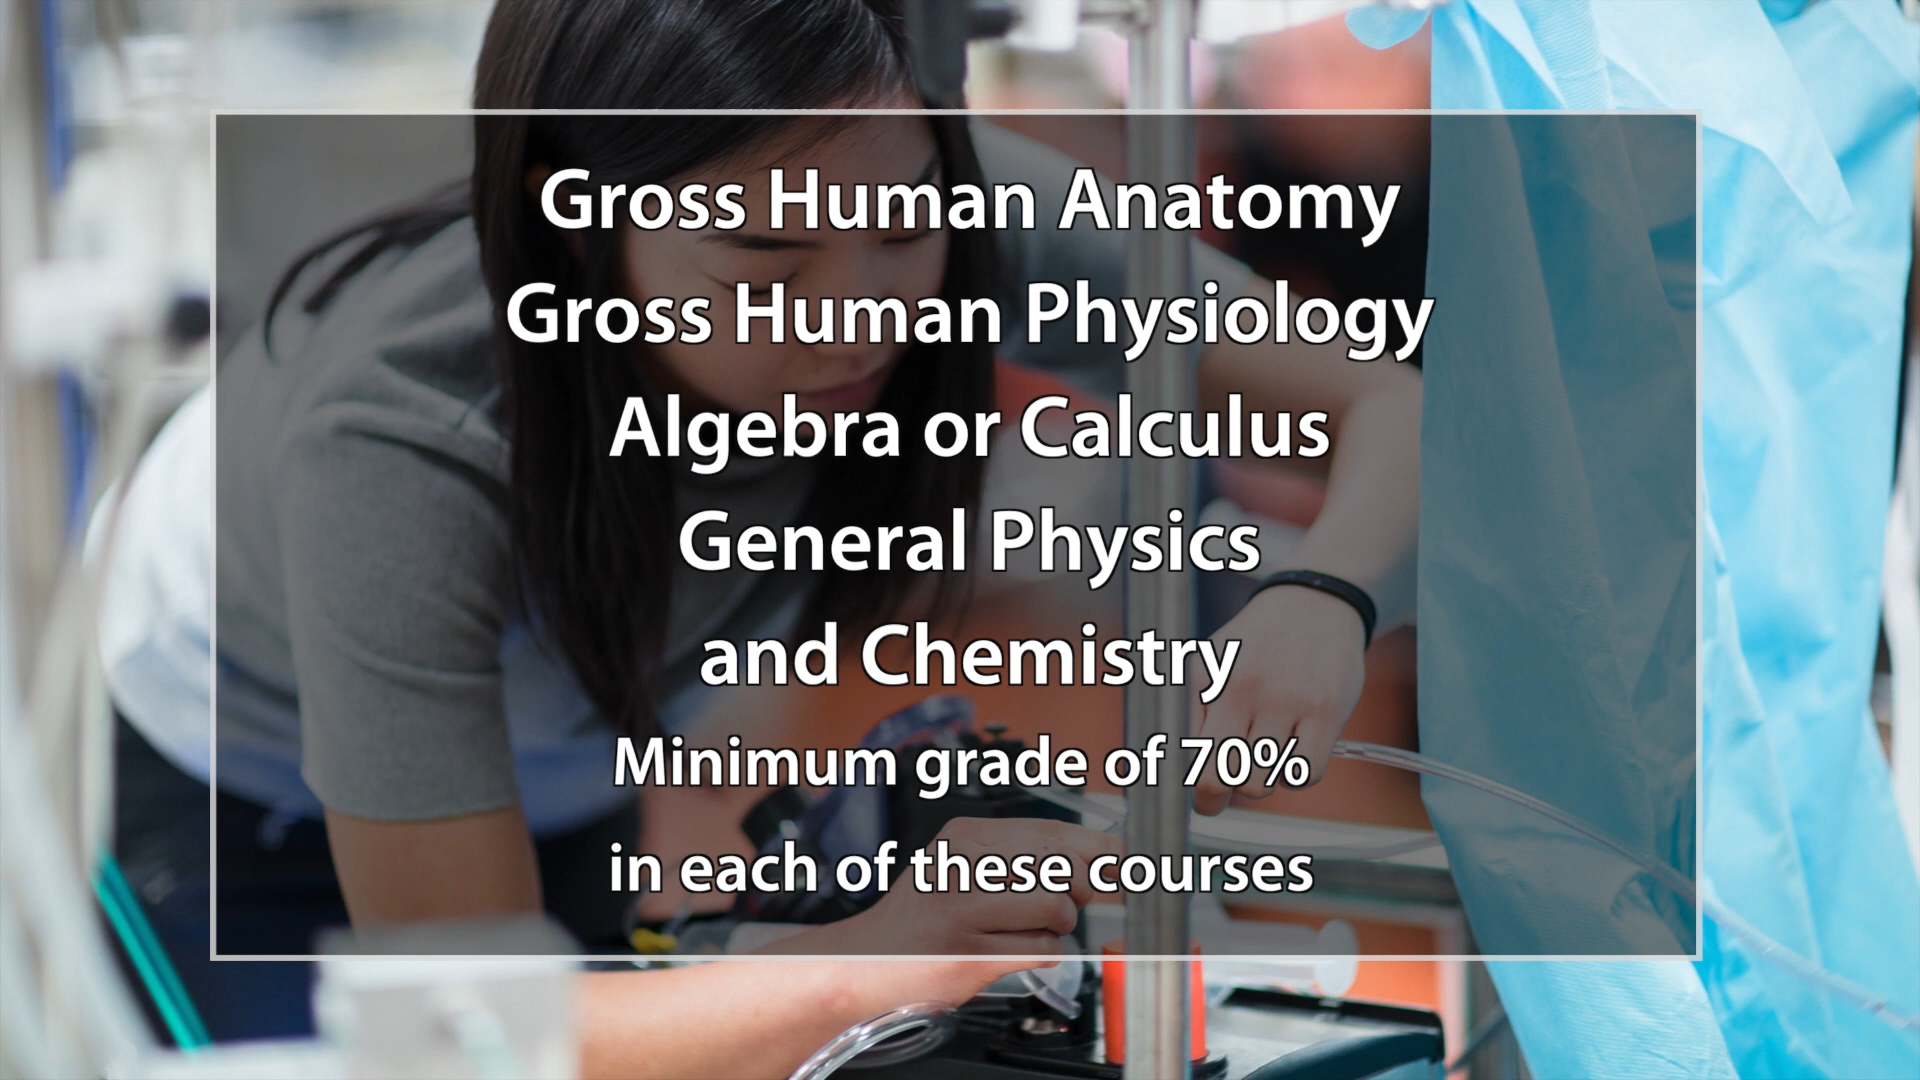 Gross Human Anatomy
Gross Human Physiology
Algebra or Calculus
General Physics
and Chemistry
Minimum grade of 70%
in each of these courses